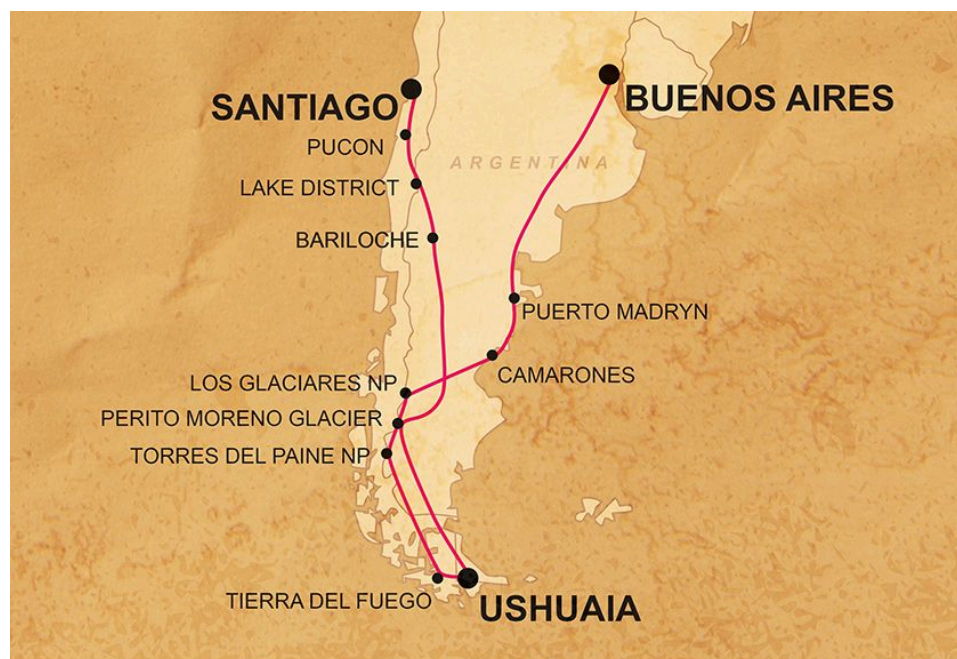 SANTIAGO
BUENOS AIRES
PUCON
ARGENTINA
LAKE DISTRICT
BARILOCHE
PUERTO MADRYN
CAMARONES
LOS GLACIARES NP
PERITO MORENO GLACIER
TORRES DEL PAINE NP
TIERRA DEL FUEGO
USHUAIA